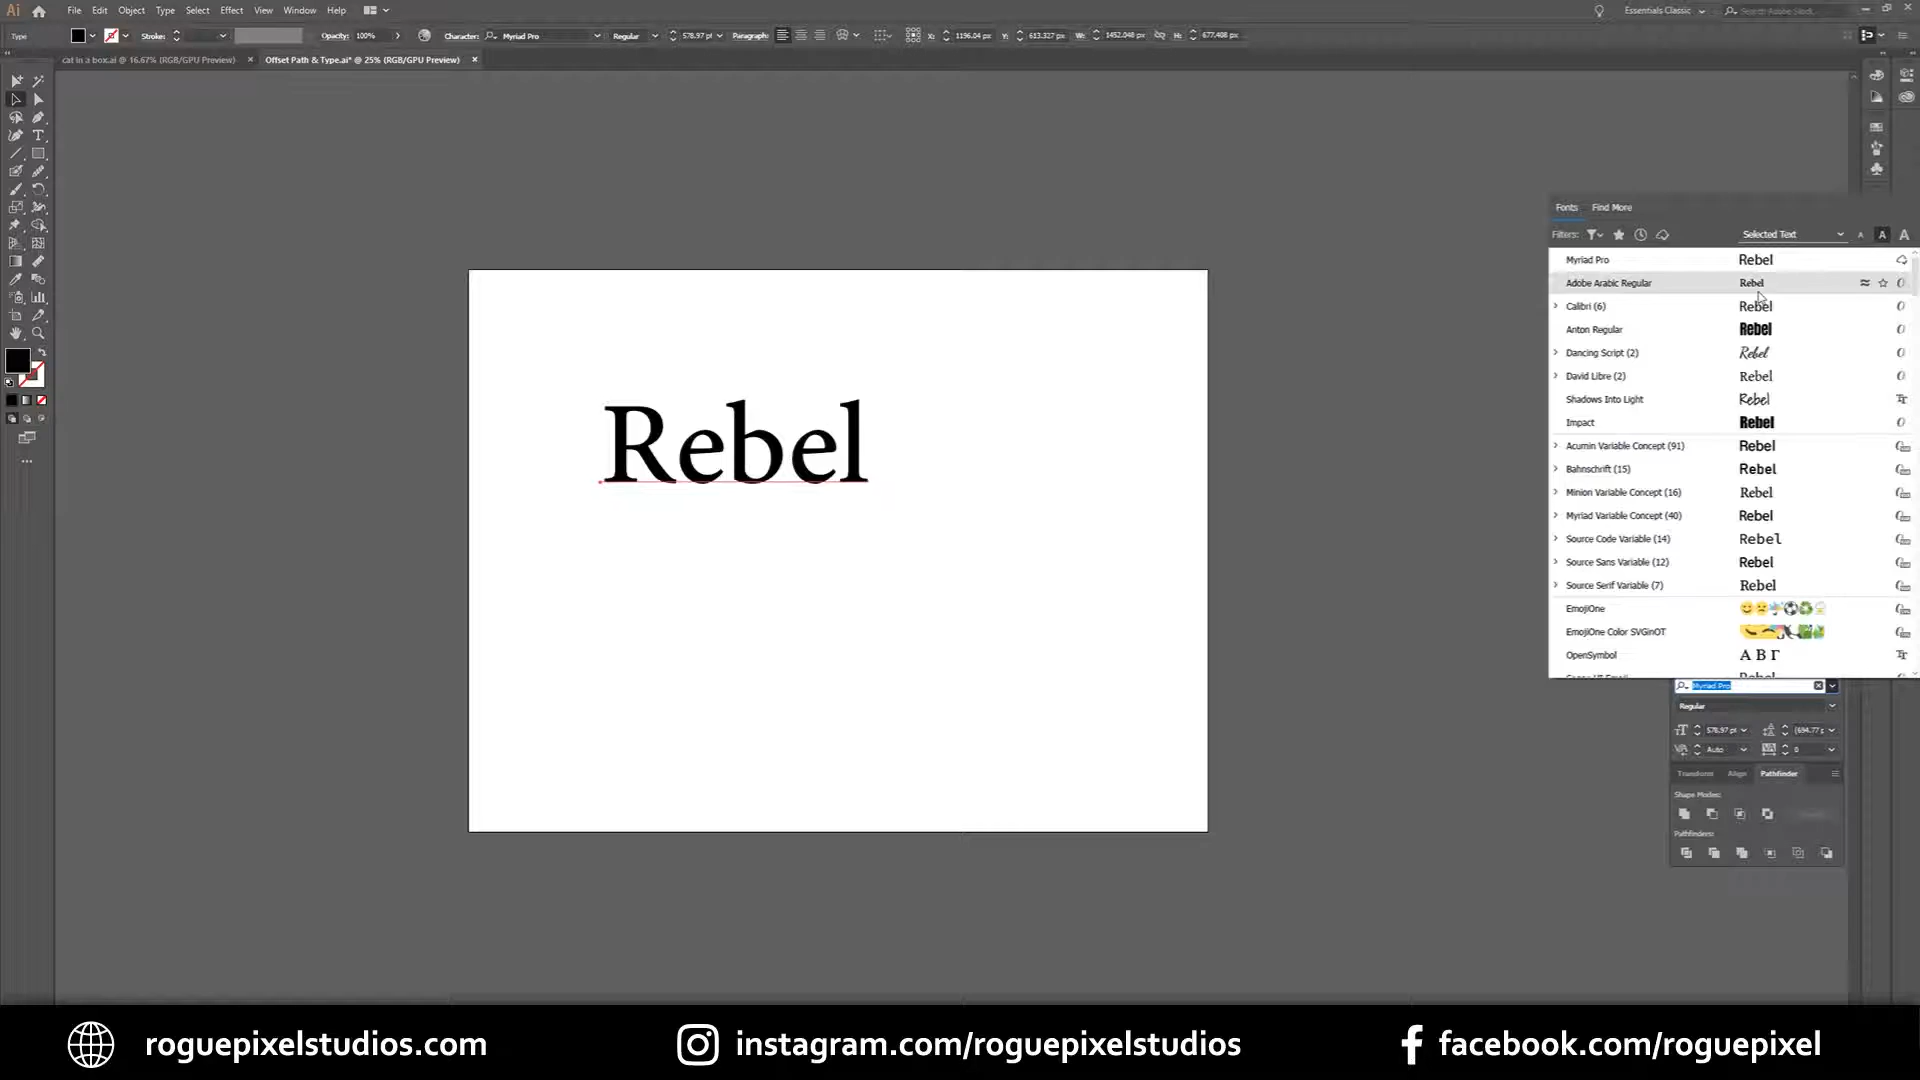 Ai File Edit Object Type Select Effect View Window Help Essentials Classic Search Adobe Stock
Type Stroke: Opacity: 100% Character: Myriad Pro Regular 578.97 pt Paragraph: X: 1196.04 px Y: 613.327 px W: 1452.048 px H: 677.408 px
cat in a box.ai @ 16.67% (RGB/GPU Preview) Offset Path & Type.ai* @ 25% (RGB/GPU Preview)
Rebel
Fonts Find More
Filters: Selected Text A A A
Myriad Pro Rebel
Adobe Arabic Regular Rebel
Calibri (6) Rebel
Anton Regular Rebel
Dancing Script (2) Rebel
David Libre (2) Rebel
Shadows Into Light Rebel
Impact Rebel
Acumin Variable Concept (91) Rebel
Bahnschrift (15) Rebel
Minion Variable Concept (16) Rebel
Myriad Variable Concept (40) Rebel
Source Code Variable (14) Rebel
Source Sans Variable (12) Rebel
Source Serif Variable (7) Rebel
EmojiOne
EmojiOne Color SVGinOT
OpenSymbol Α Β Γ
Myriad Pro
Regular
578.97 pt (694.77 
Auto 0
Transform Align Pathfinder
Shape Modes:
Pathfinders:
roguepixelstudios.com instagram.com/roguepixelstudios facebook.com/roguepixel